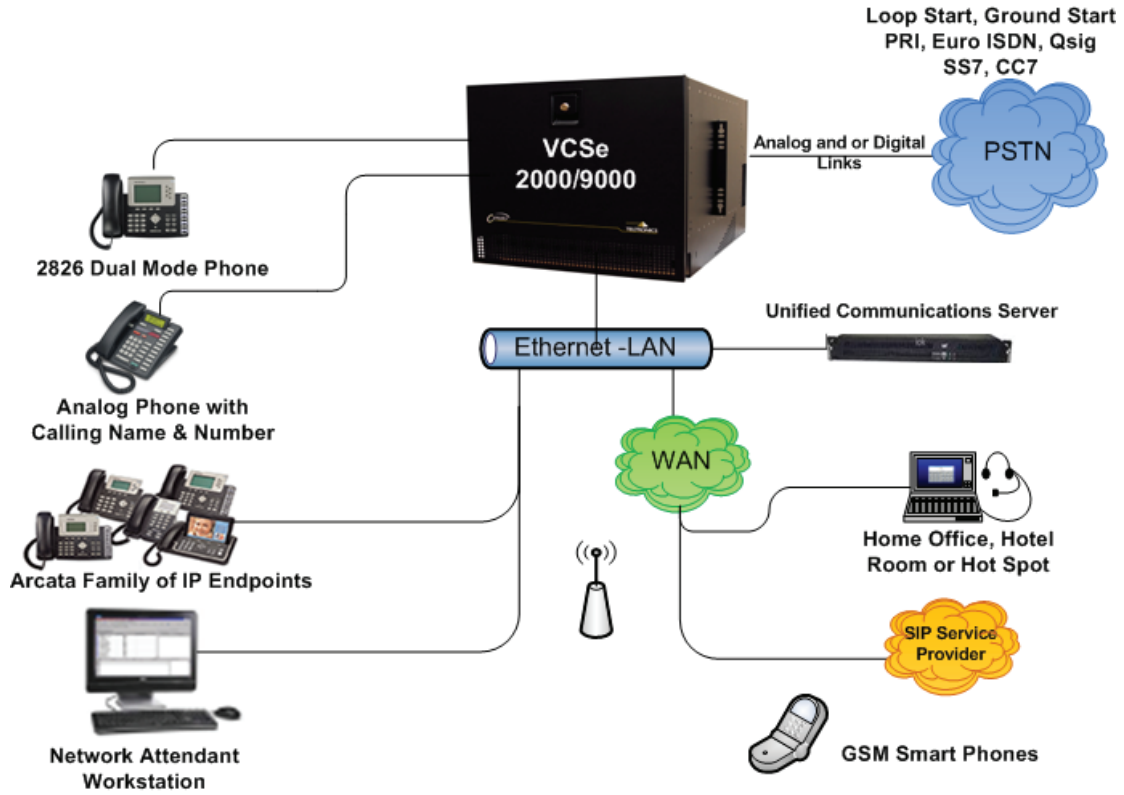 Loop Start, Ground Start
PRI, Euro ISDN, Qsig
SS7, CC7
VCSe
2000/9000
Analog and or Digital
Links
PSTN
2826 Dual Mode Phone
Unified Communications Server
Ethernet -LAN
Analog Phone with
Calling Name & Number
WAN
Home Office, Hotel
Room or Hot Spot
Arcata Family of IP Endpoints
SIP Service
Provider
Network Attendant
Workstation
GSM Smart Phones